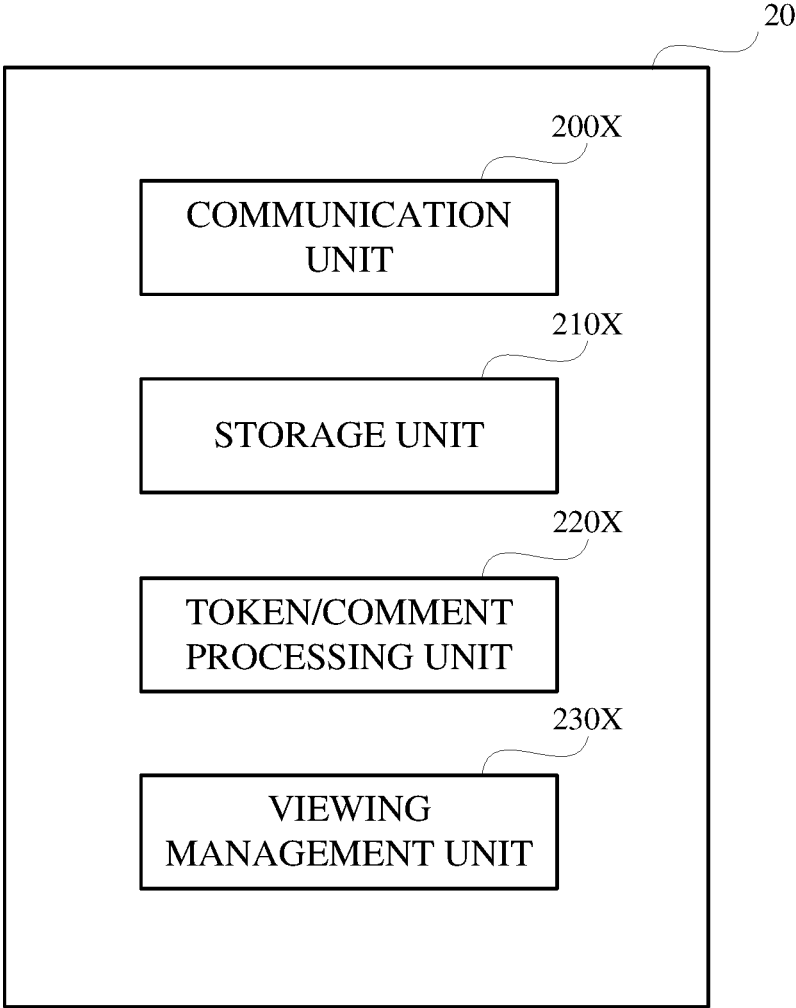 20
200X
COMMUNICATION
UNIT
210X
STORAGE UNIT
220X
TOKEN/COMMENT
PROCESSING UNIT
230X
VIEWING
MANAGEMENT UNIT